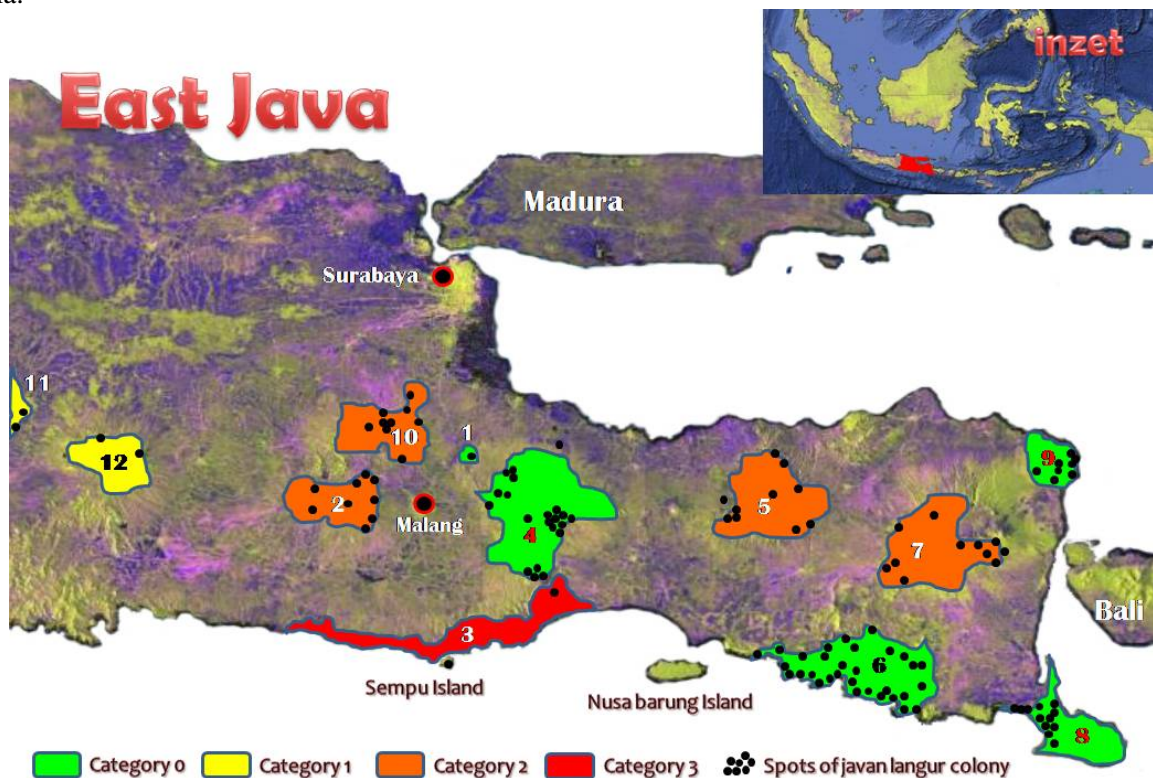 na.
East Java
inzet
Madura
Surabaya
11
12
10
1
2
Malang
4
5
9
7
3
6
Bali
Sempu Island
Nusa barung Island
8
Category 0
Category 1
Category 2
Category 3
Spots of javan langur colony